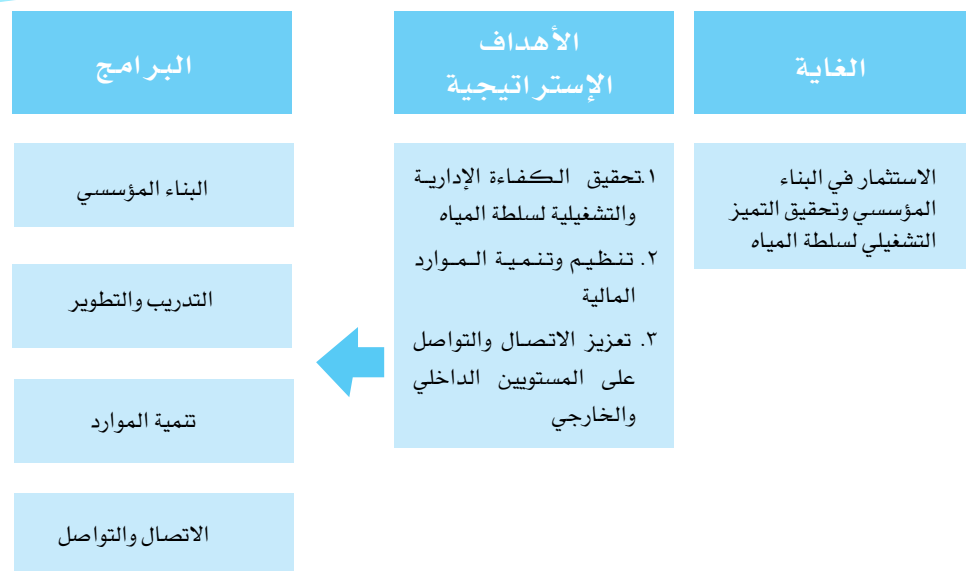 الغاية
الأهداف
الإستراتيجية
البرامج
الاستثمار في البناء
المؤسسي وتحقيق التميز
التشغيلي لسلطة المياه
١.تحقيق الكفاءة الإدارية
والتشغيلية لسلطة المياه
٢. تنظيم وتنمية الموارد
المالية
٣. تعزيز الاتصال والتواصل
على المستويين الداخلي
والخارجي
البناء المؤسسي
التدريب والتطوير
تنمية الموارد
الاتصال والتواصل